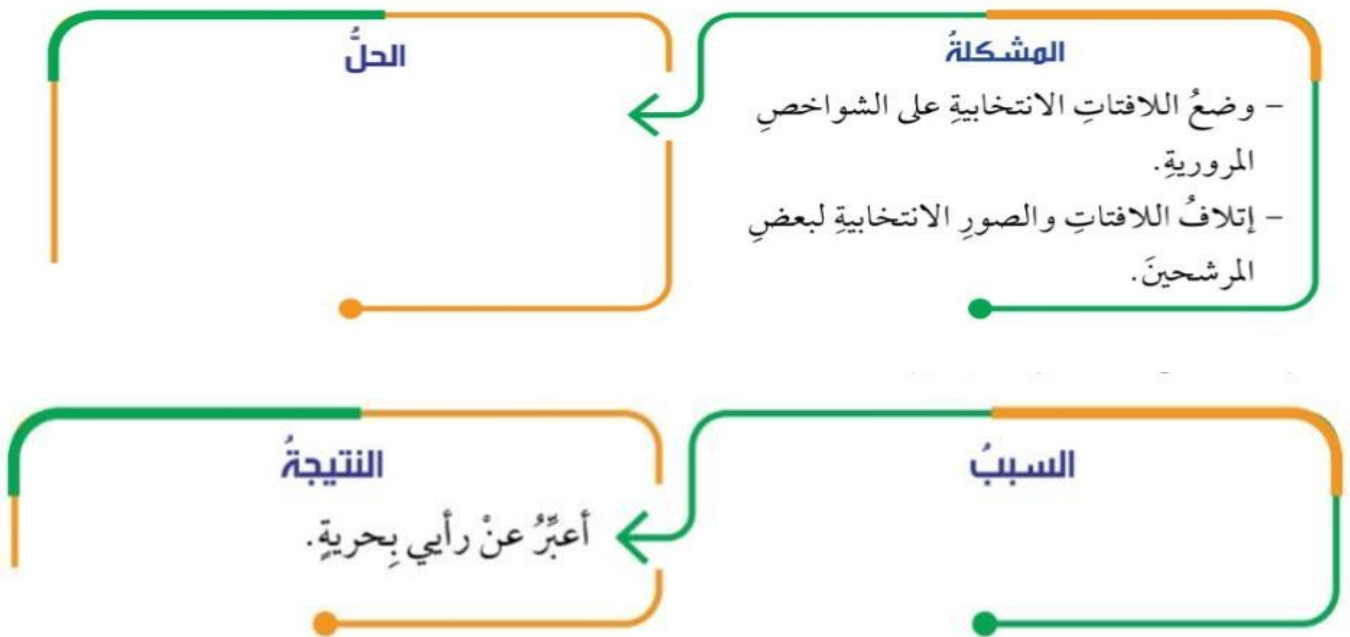 المشكلةُ
– وضعُ اللافتاتِ الانتخابيةِ على الشواخصِ
المروريةِ.
– إتلافُ اللافتاتِ والصورِ الانتخابيةِ لبعضِ
المرشحينَ.
الحلُّ
السببُ
النتيجةُ
أعبِّرُ عنْ رأيي بِحريةٍ.